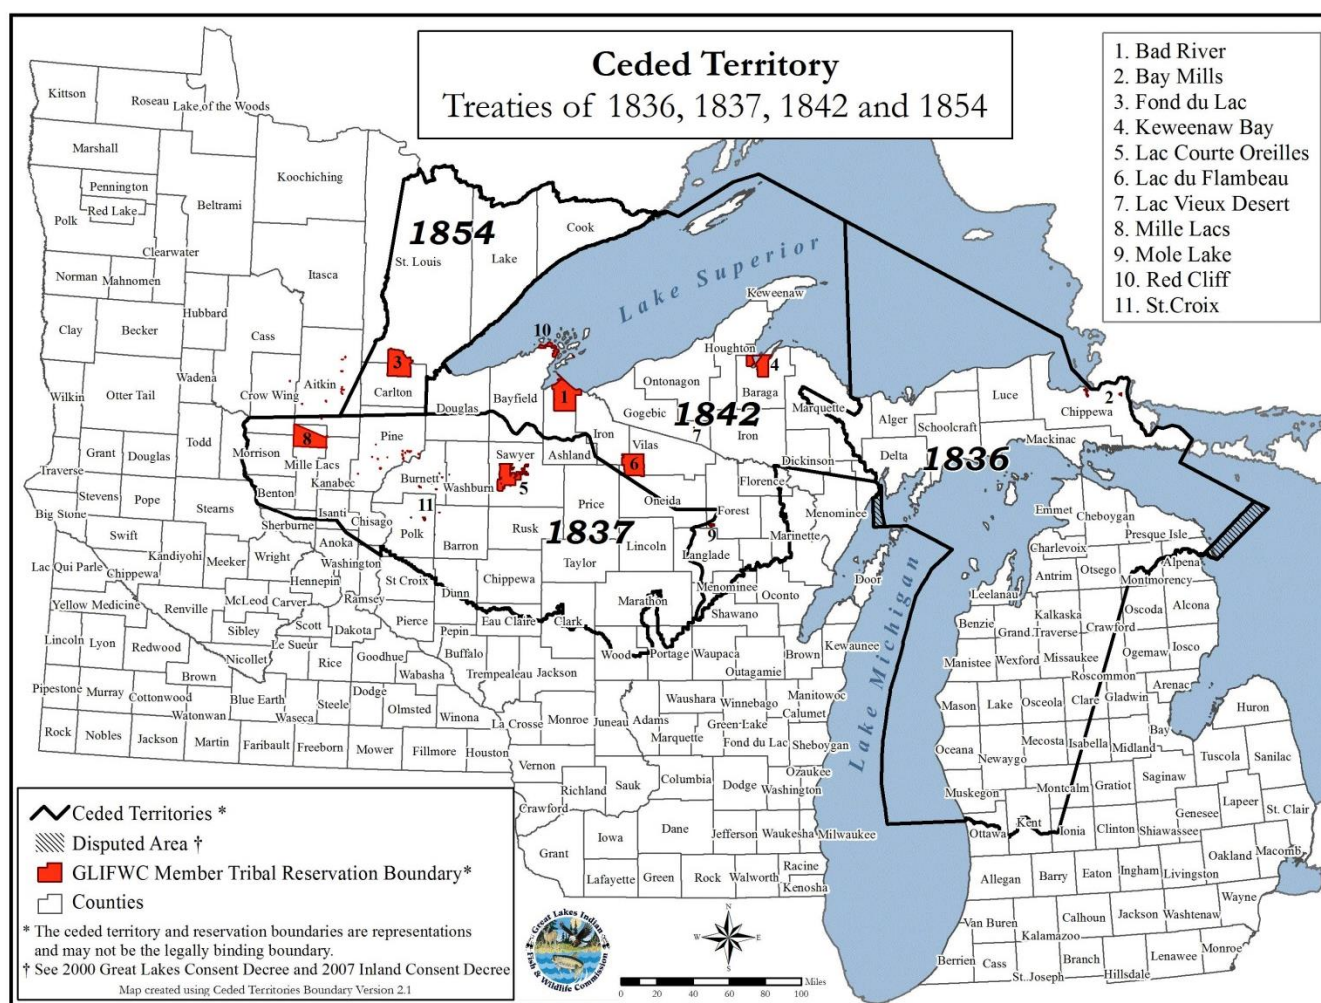 Ceded Territory
Treaties of 1836, 1837, 1842 and 1854
1. Bad River
2. Bay Mills
3. Fond du Lac
4. Keweenaw Bay
5. Lac Courte Oreilles
6. Lac du Flambeau
7. Lac Vieux Desert
8. Mille Lacs
9. Mole Lake
10. Red Cliff
11. St.Croix
Kittson
Roseau
Lake of the Woods
Marshall
Koochiching
Pennington
Red Lake
Beltrami
Polk
Clearwater
Norman
Mahnomen
Itasca
Hubbard
Cass
Clay
Becker
Wadena
Aitkin
Crow Wing
Wilkin
Otter Tail
Carlton
1854
St. Louis
Lake
Cook
Lake Superior
Keweenaw
Houghton
Ontonagon
Baraga
Gogebic
1842
Iron
Marquette
Dickinson
Alger
Luce
Schoolcraft
Chippewa
Mackinac
Delta
1836
Menominee
10
3
1
4
2
7
8
6
5
11
9
Douglas
Bayfield
Iron
Ashland
Vilas
Sawyer
Washburn
Burnett
Pine
Todd
Morrison
Mille Lacs
Kanabec
Benton
Isanti
Chisago
Sherburne
Anoka
Washington
Grant
Douglas
Traverse
Stevens
Pope
Stearns
Big Stone
Swift
Kandiyohi
Meeker
Wright
Hennepin
Ramsey
Lac Qui Parle
Chippewa
Yellow Medicine
Renville
McLeod
Carver
Scott
Dakota
Sibley
Le Sueur
Lincoln
Lyon
Redwood
Nicollet
Rice
Goodhue
Wabasha
Brown
Pipestone
Murray
Cottonwood
Watonwan
Blue Earth
Waseca
Steele
Dodge
Olmsted
Winona
Rock
Nobles
Jackson
Martin
Faribault
Freeborn
Mower
Fillmore
Houston
Polk
Barron
Rusk
Price
1837
Oneida
Forest
Florence
Marinette
Lincoln
Langlade
Taylor
Chippewa
St Croix
Dunn
Pierce
Pepin
Eau Claire
Clark
Marathon
Menominee
Oconto
Shawano
Door
Buffalo
Trempealeau
Jackson
Wood
Portage
Waupaca
Outagamie
Brown
Kewaunee
Waushara
Winnebago
Manitowoc
Calumet
La Crosse
Monroe
Juneau
Adams
Marquette
Green Lake
Fond du Lac
Sheboygan
Vernon
Richland
Sauk
Columbia
Dodge
Ozaukee
Washington
Crawford
Iowa
Dane
Jefferson
Waukesha
Milwaukee
Grant
Lafayette
Green
Rock
Walworth
Racine
Kenosha
Lake Michigan
Emmet
Cheboygan
Presque Isle
Charlevoix
Alpena
Antrim
Otsego
Montmorency
Leelanau
Benzie
Grand Traverse
Kalkaska
Crawford
Oscoda
Alcona
Manistee
Wexford
Missaukee
Roscommon
Ogemaw
Iosco
Arenac
Mason
Lake
Osceola
Clare
Gladwin
Bay
Huron
Oceana
Newaygo
Mecosta
Isabella
Midland
Tuscola
Sanilac
Muskegon
Montcalm
Gratiot
Saginaw
Genesee
Lapeer
St. Clair
Ottawa
Kent
Ionia
Clinton
Shiawassee
Oakland
Macomb
Allegan
Barry
Eaton
Ingham
Livingston
Van Buren
Kalamazoo
Calhoun
Jackson
Washtenaw
Wayne
Berrien
Cass
St. Joseph
Branch
Hillsdale
Lenawee
Monroe
Ceded Territories *
Disputed Area †
GLIFWC Member Tribal Reservation Boundary*
Counties
* The ceded territory and reservation boundaries are representations
and may not be the legally binding boundary.
† See 2000 Great Lakes Consent Decree and 2007 Inland Consent Decree
Map created using Ceded Territories Boundary Version 2.1
Great Lakes Indian
Fish & Wildlife Commission
N
W
E
S
Miles
0 20 40 60 80 100